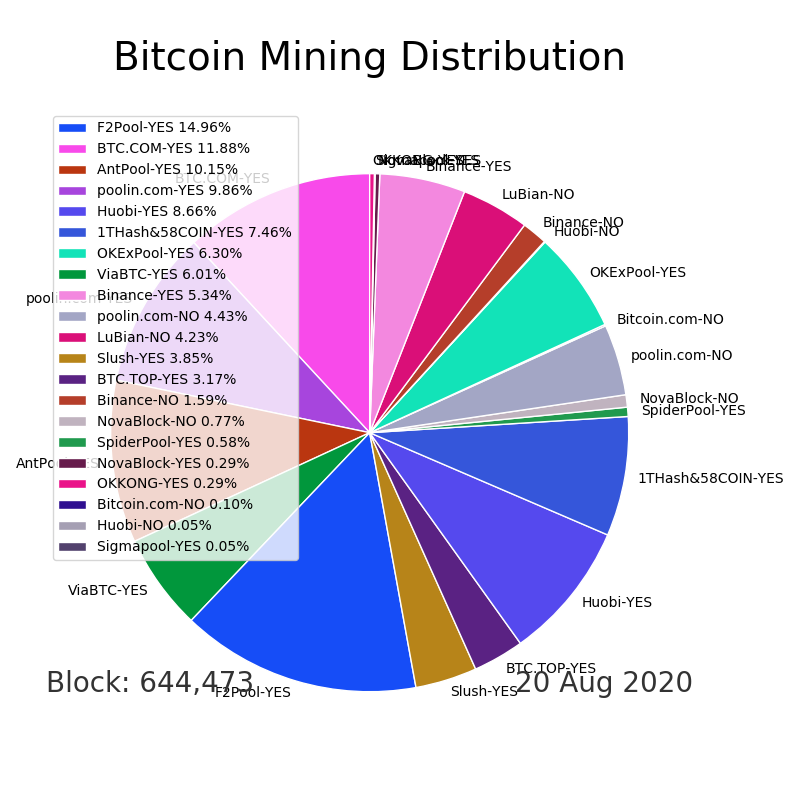 Bitcoin Mining Distribution
F2Pool-YES 14.96%
BTC.COM-YES 11.88%
AntPool-YES 10.15%
poolin.com-YES 9.86%
Huobi-YES 8.66%
1THash&58COIN-YES 7.46%
OKExPool-YES 6.30%
ViaBTC-YES 6.01%
Binance-YES 5.34%
poolin.com-NO 4.43%
LuBian-NO 4.23%
Slush-YES 3.85%
BTC.TOP-YES 3.17%
Binance-NO 1.59%
NovaBlock-NO 0.77%
SpiderPool-YES 0.58%
NovaBlock-YES 0.29%
OKKONG-YES 0.29%
Bitcoin.com-NO 0.10%
Huobi-NO 0.05%
Sigmapool-YES 0.05%
BTC.COM-YES
Binance-YES
LuBian-NO
Binance-NO
Huobi-NO
OKExPool-YES
Bitcoin.com-NO
poolin.com-NO
NovaBlock-NO
SpiderPool-YES
1THash&58COIN-YES
Huobi-YES
BTC.TOP-YES
Slush-YES
F2Pool-YES
ViaBTC-YES
AntPool-YES
poolin.com-YES
Block: 644,473
20 Aug 2020